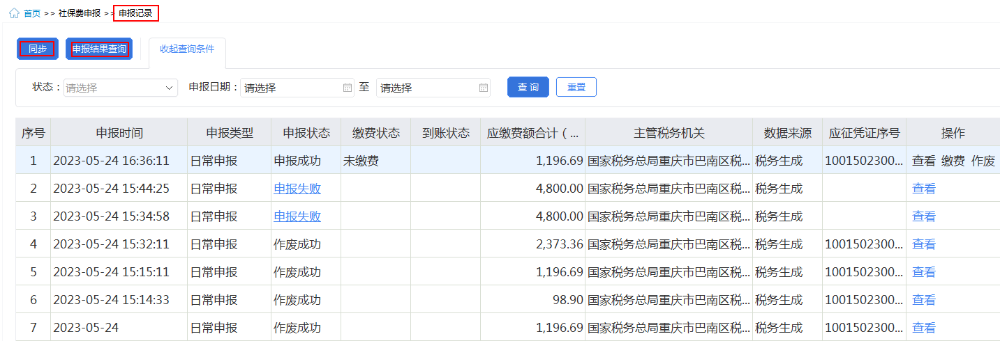 首页 >> 社保费申报 >> 申报记录
同步 申报结果查询 收起查询条件
状态： 请选择 申报日期： 请选择 至 请选择 查询 重置
序号 申报时间 申报类型 申报状态 缴费状态 到账状态 应缴费额合计（... 主管税务机关 数据来源 应征凭证序号 操作
1 2023-05-24 16:36:11 日常申报 申报成功 未缴费 1,196.69 国家税务总局重庆市巴南区税... 税务生成 1001502300... 查看 缴费 作废
2 2023-05-24 15:44:25 日常申报 申报失败 4,800.00 国家税务总局重庆市巴南区税... 税务生成 查看
3 2023-05-24 15:34:58 日常申报 申报失败 4,800.00 国家税务总局重庆市巴南区税... 税务生成 查看
4 2023-05-24 15:32:11 日常申报 作废成功 2,373.36 国家税务总局重庆市巴南区税... 税务生成 1001502300... 查看
5 2023-05-24 15:15:11 日常申报 作废成功 1,196.69 国家税务总局重庆市巴南区税... 税务生成 1001502300... 查看
6 2023-05-24 15:14:33 日常申报 作废成功 98.90 国家税务总局重庆市巴南区税... 税务生成 1001502300... 查看
7 2023-05-24 日常申报 作废成功 1,196.69 国家税务总局重庆市巴南区税... 税务生成 1001502300... 查看